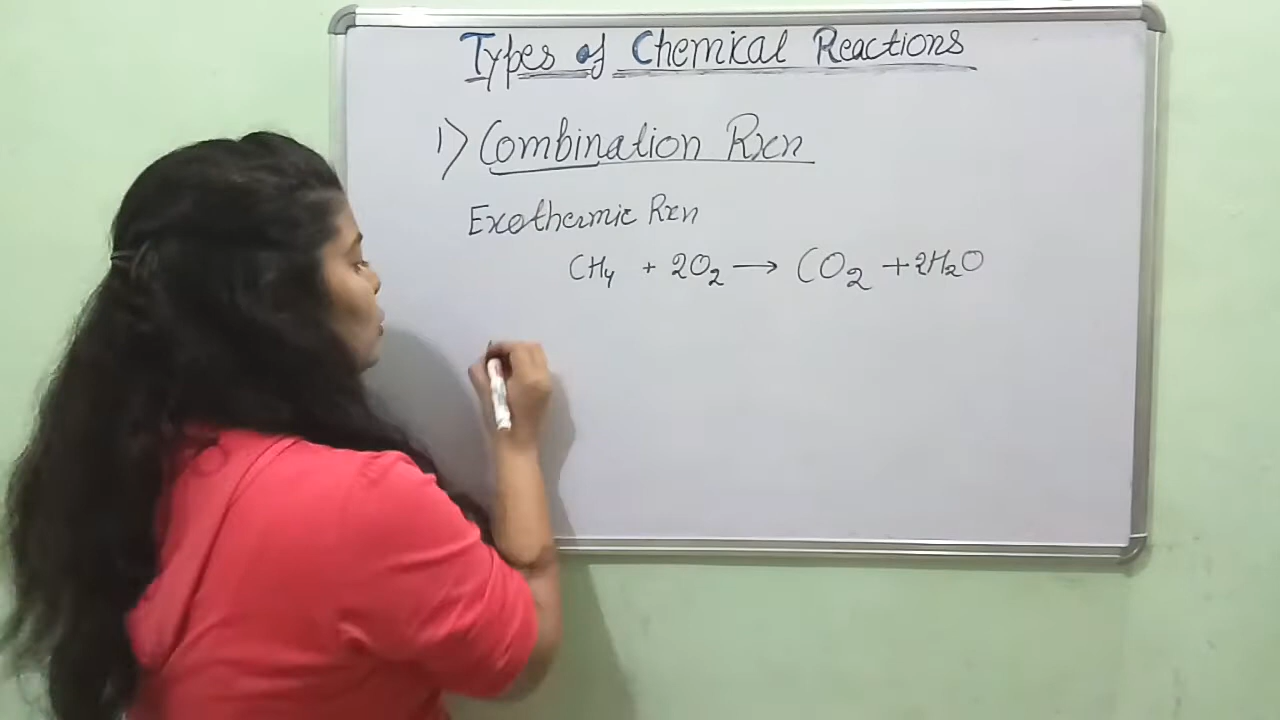 Types of Chemical Reactions
1) Combination Rxn
Exothermic Rxn
CH4 + 2O2 → CO2 + 2H2O